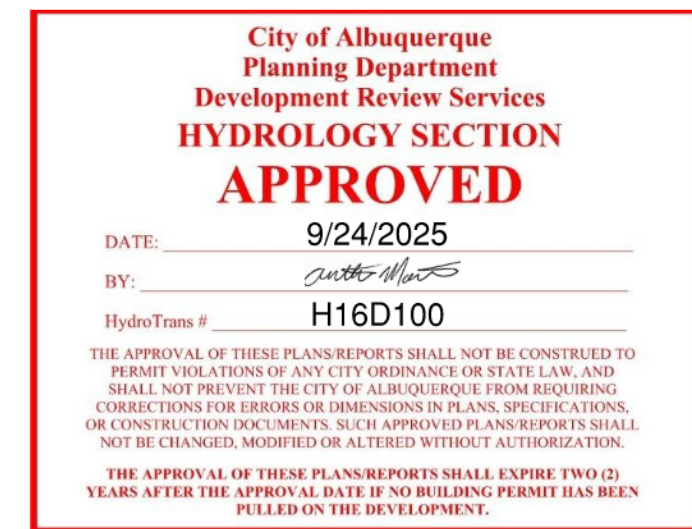 City of Albuquerque
Planning Department
Development Review Services
HYDROLOGY SECTION
APPROVED
DATE: 9/24/2025
BY:
HydroTrans # H16D100
THE APPROVAL OF THESE PLANS/REPORTS SHALL NOT BE CONSTRUED TO
PERMIT VIOLATIONS OF ANY CITY ORDINANCE OR STATE LAW, AND
SHALL NOT PREVENT THE CITY OF ALBUQUERQUE FROM REQUIRING
CORRECTIONS FOR ERRORS OR DIMENSIONS IN PLANS, SPECIFICATIONS,
OR CONSTRUCTION DOCUMENTS. SUCH APPROVED PLANS/REPORTS SHALL
NOT BE CHANGED, MODIFIED OR ALTERED WITHOUT AUTHORIZATION.
THE APPROVAL OF THESE PLANS/REPORTS SHALL EXPIRE TWO (2)
YEARS AFTER THE APPROVAL DATE IF NO BUILDING PERMIT HAS BEEN
PULLED ON THE DEVELOPMENT.